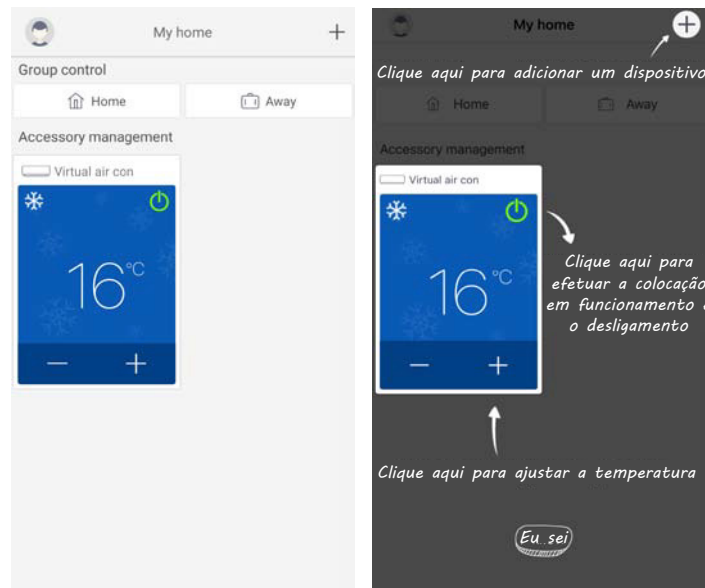 My home
+
Group control
Home
Away
Accessory management
Virtual air con
16°C
— +
My home
+
Clique aqui para adicionar um dispositivo
Home
Away
Accessory management
Virtual air con
16°C
Clique aqui para
efetuar a colocação
em funcionamento
o desligamento
— +
Clique aqui para ajustar a temperatura
Eu sei